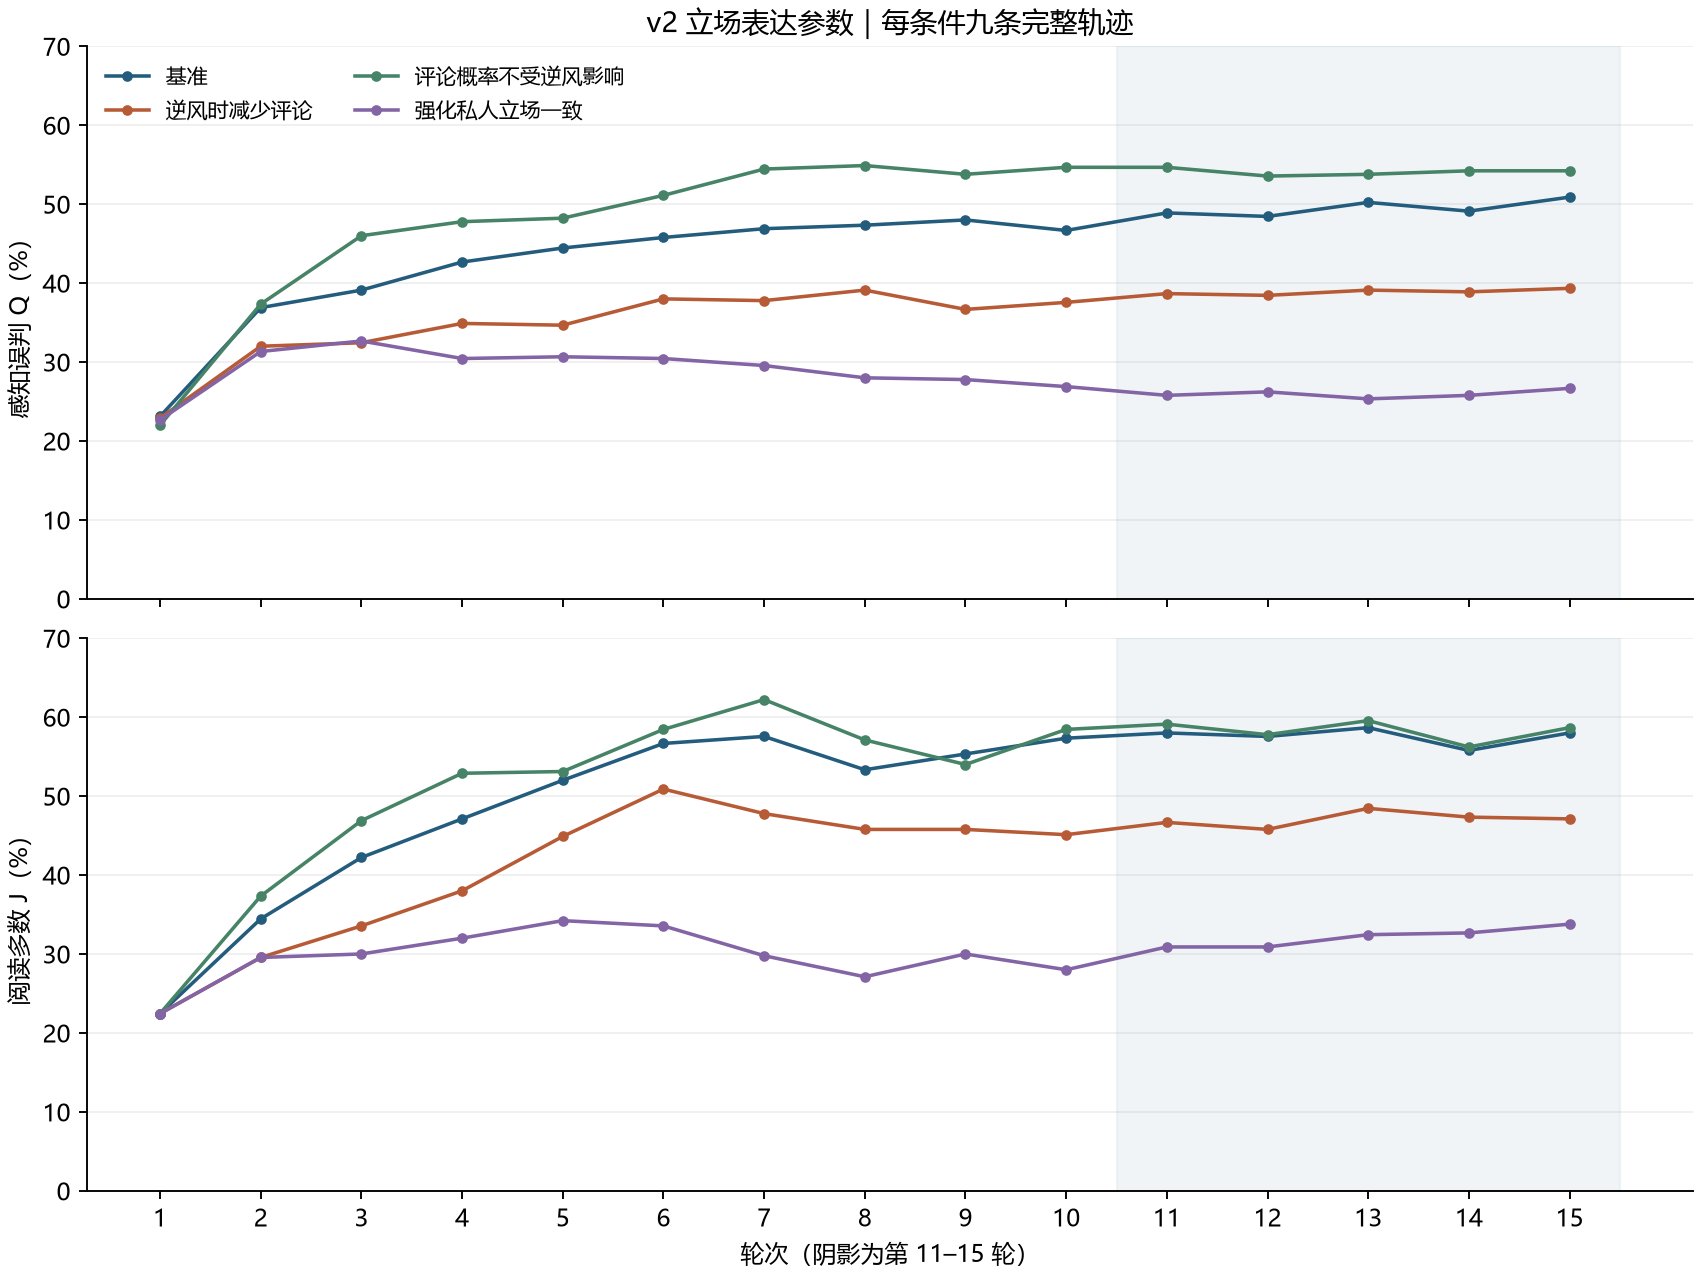 v2 立场表达参数｜每条件九条完整轨迹
基准
逆风时减少评论
评论概率不受逆风影响
强化私人立场一致
感知误判 Q（%）
70
60
50
40
30
20
10
0
阅读多数 J（%）
70
60
50
40
30
20
10
0
1 2 3 4 5 6 7 8 9 10 11 12 13 14 15
轮次（阴影为第 11–15 轮）